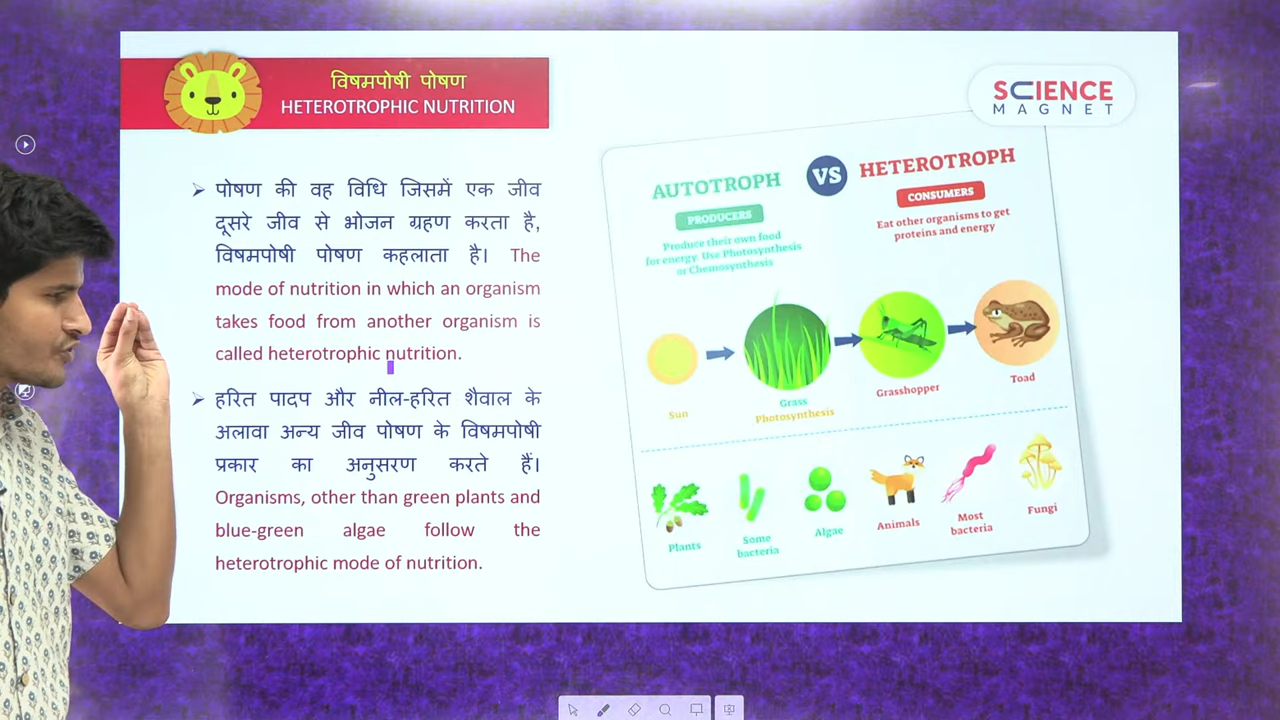 विषमपोषी पोषण
HETEROTROPHIC NUTRITION
SCIENCE
MAGNET
पोषण की वह विधि जिसमें एक जीव
दूसरे जीव से भोजन ग्रहण करता है,
विषमपोषी पोषण कहलाता है। The
mode of nutrition in which an organism
takes food from another organism is
called heterotrophic nutrition.
हरित पादप और नील-हरित शैवाल के
अलावा अन्य जीव पोषण के विषमपोषी
प्रकार का अनुसरण करते हैं।
Organisms, other than green plants and
blue-green algae follow the
heterotrophic mode of nutrition.
AUTOTROPH
PRODUCERS
Produce their own food
for energy. Use Photosynthesis
or Chemosynthesis
VS
HETEROTROPH
CONSUMERS
Eat other organisms to get
proteins and energy
Sun
Grass
Photosynthesis
Grasshopper
Toad
Plants
Some
bacteria
Algae
Animals
Most
bacteria
Fungi